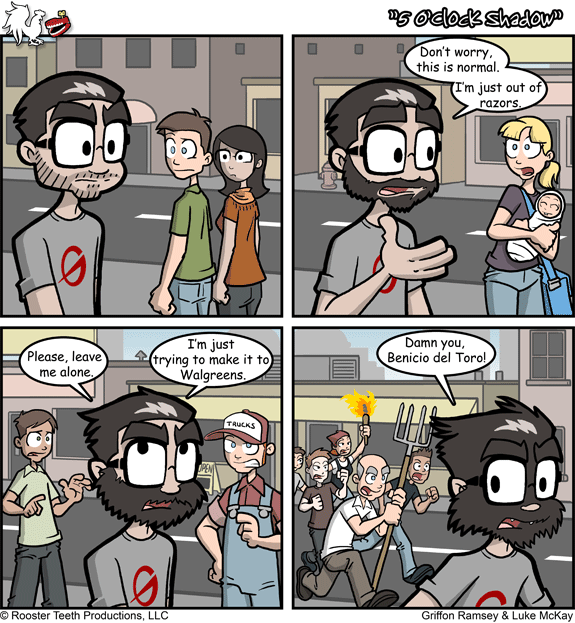 "5 O'Clock Shadow"
Don't worry,
this is normal.
I'm just out of
razors.
Please, leave
me alone.
I'm just
trying to make it to
Walgreens.
TRUCKS
OPEN
Damn you,
Benicio del Toro!
© Rooster Teeth Productions, LLC
Griffon Ramsey & Luke McKay